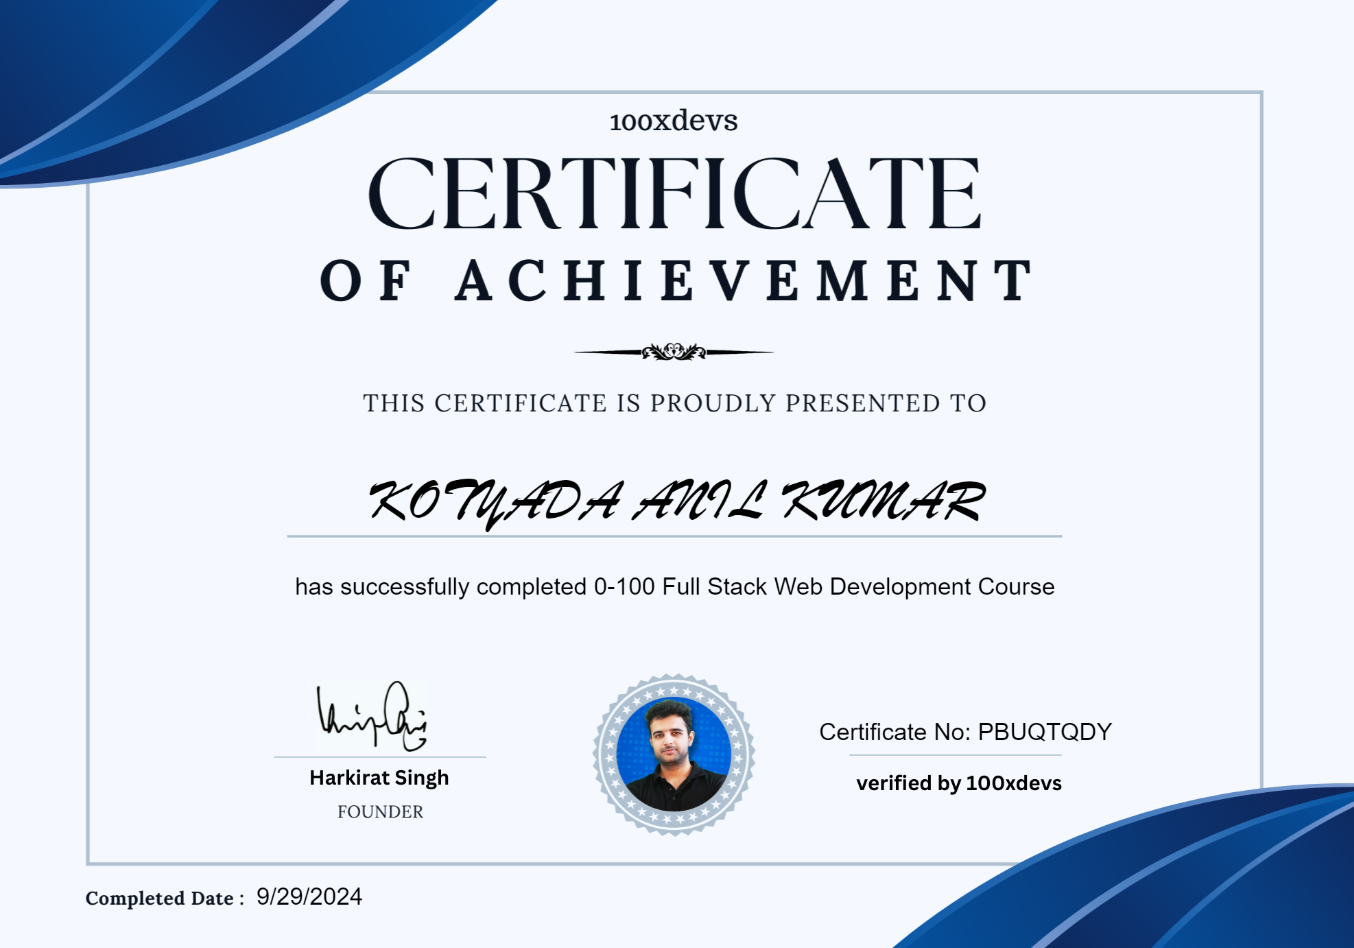 100xdevs
CERTIFICATE
OF ACHIEVEMENT
THIS CERTIFICATE IS PROUDLY PRESENTED TO
KOTYADA ANIL KUMAR
has successfully completed 0-100 Full Stack Web Development Course
Certificate No: PBUQTQDY
Harkirat Singh
verified by 100xdevs
FOUNDER
Completed Date : 9/29/2024